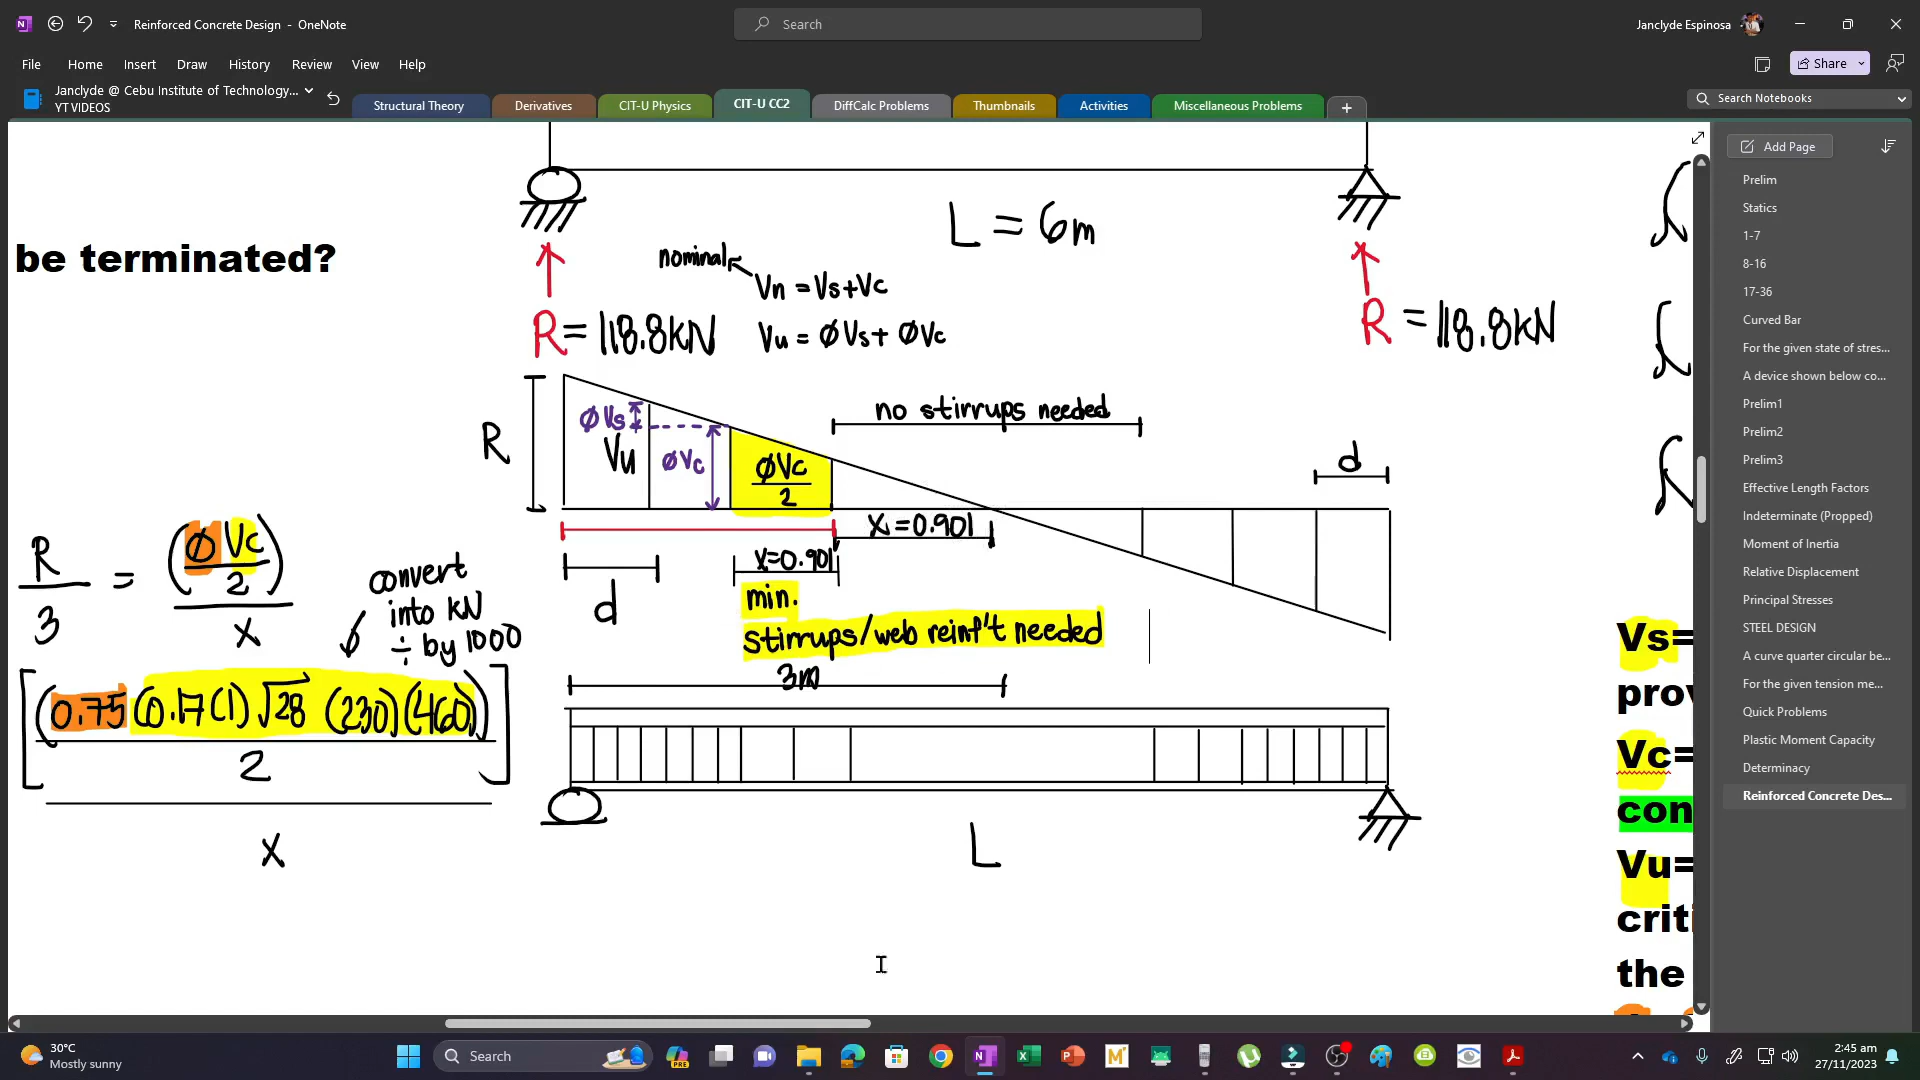 Reinforced Concrete Design - OneNote
Search
Janclyde Espinosa
File Home Insert Draw History Review View Help
Share
Janclyde @ Cebu Institute of Technology...
YT VIDEOS
Structural Theory Derivatives CIT-U Physics CIT-U CC2 DiffCalc Problems Thumbnails Activities Miscellaneous Problems
Search Notebooks
Add Page
Prelim
Statics
1-7
8-16
17-36
Curved Bar
For the given state of stres...
A device shown below co...
Prelim1
Prelim2
Prelim3
Effective Length Factors
Indeterminate (Propped)
Moment of Inertia
Relative Displacement
Principal Stresses
STEEL DESIGN
A curve quarter circular be...
For the given tension me...
Quick Problems
Plastic Moment Capacity
Determinacy
Reinforced Concrete Des...
be terminated?
L = 6m
nominal
Vn = Vs+Vc
Vu = ØVs + ØVc
R = 118.8kN
R = 118.8kN
no stirrups needed
R
ØVs
Vu
ØVc
ØVc
2
d
x = 0.901
x=0.901
d
min.
stirrups/web reinf't needed
3m
R
3
=
(ØVc
2)
x
convert
into kN
÷ by 1000
[(0.75(0.17(1)√28 (230)(460))
2]
x
L
Vs=
prov
Vc=
con
Vu=
criti
the
30°C
Mostly sunny
Search
2:45 am
27/11/2023